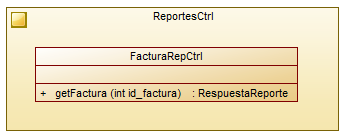 ReportesCtrl
FacturaRepCtrl
+ getFactura (int id_factura) : RespuestaReporte